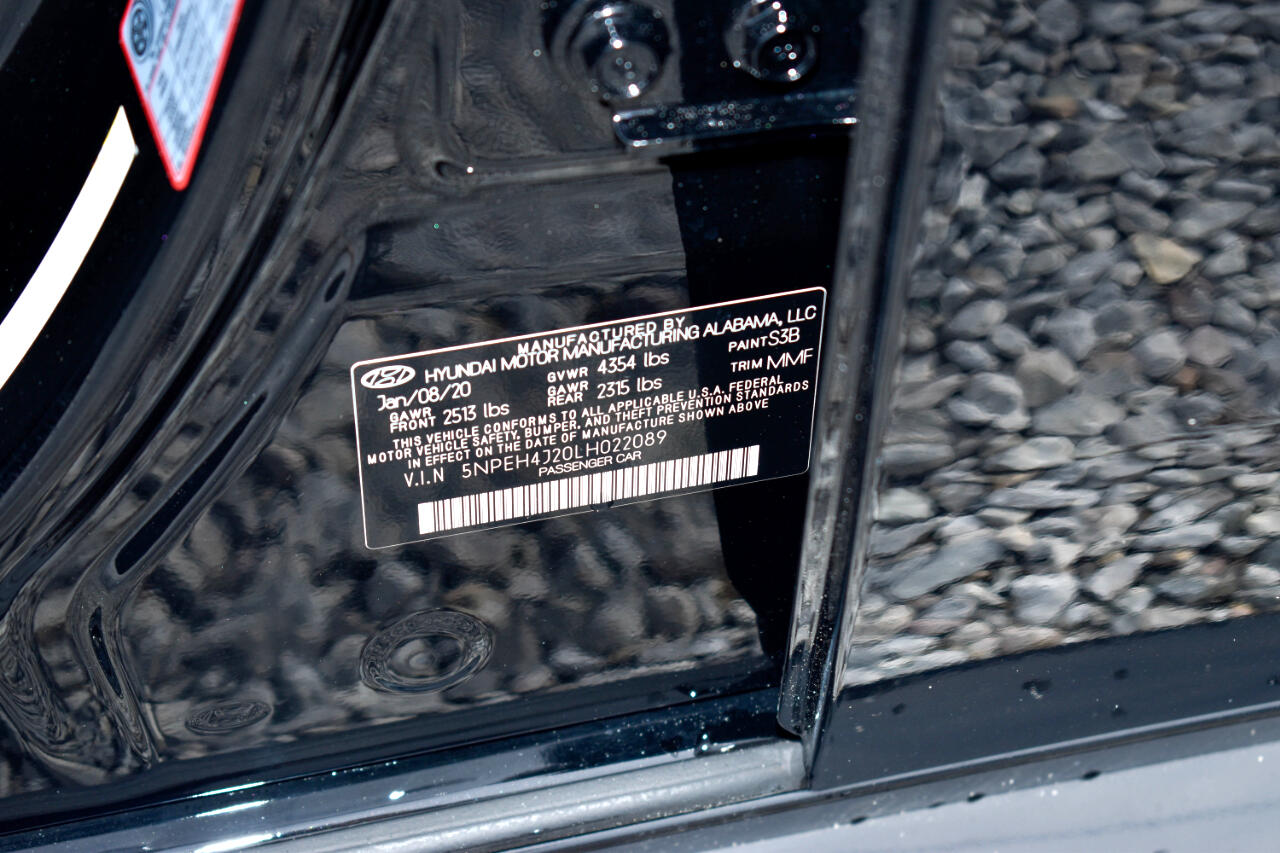 MANUFACTURED BY
HYUNDAI MOTOR MANUFACTURING ALABAMA, LLC
Jan/08/20 GVWR 4354 lbs PAINT S3B
GAWR FRONT 2513 lbs GAWR REAR 2315 lbs TRIM MMF
THIS VEHICLE CONFORMS TO ALL APPLICABLE U.S.A. FEDERAL
MOTOR VEHICLE SAFETY, BUMPER, AND THEFT PREVENTION STANDARDS
IN EFFECT ON THE DATE OF MANUFACTURE SHOWN ABOVE
V.I.N 5NPEH4J20LH022089
PASSENGER CAR